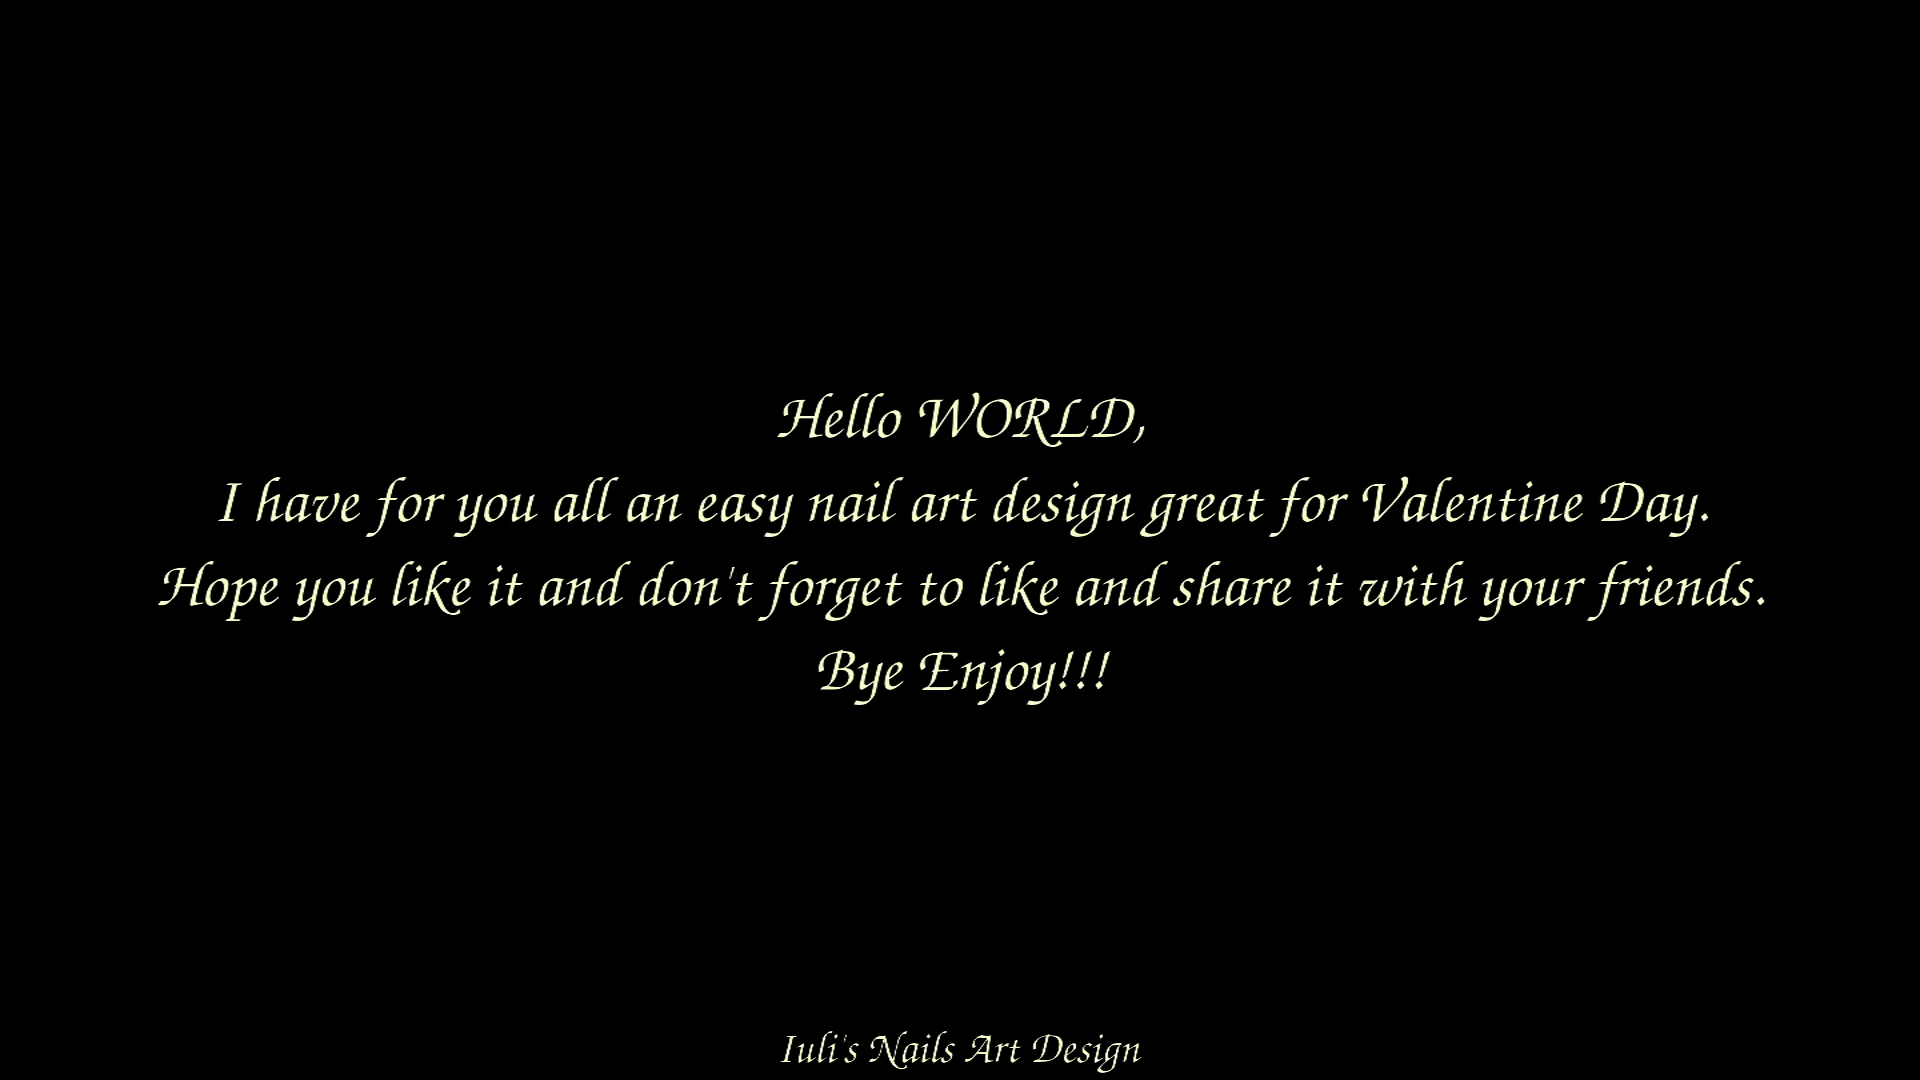 Hello WORLD,
I have for you all an easy nail art design great for Valentine Day.
Hope you like it and don't forget to like and share it with your friends.
Bye Enjoy!!!
Iuli's Nails Art Design